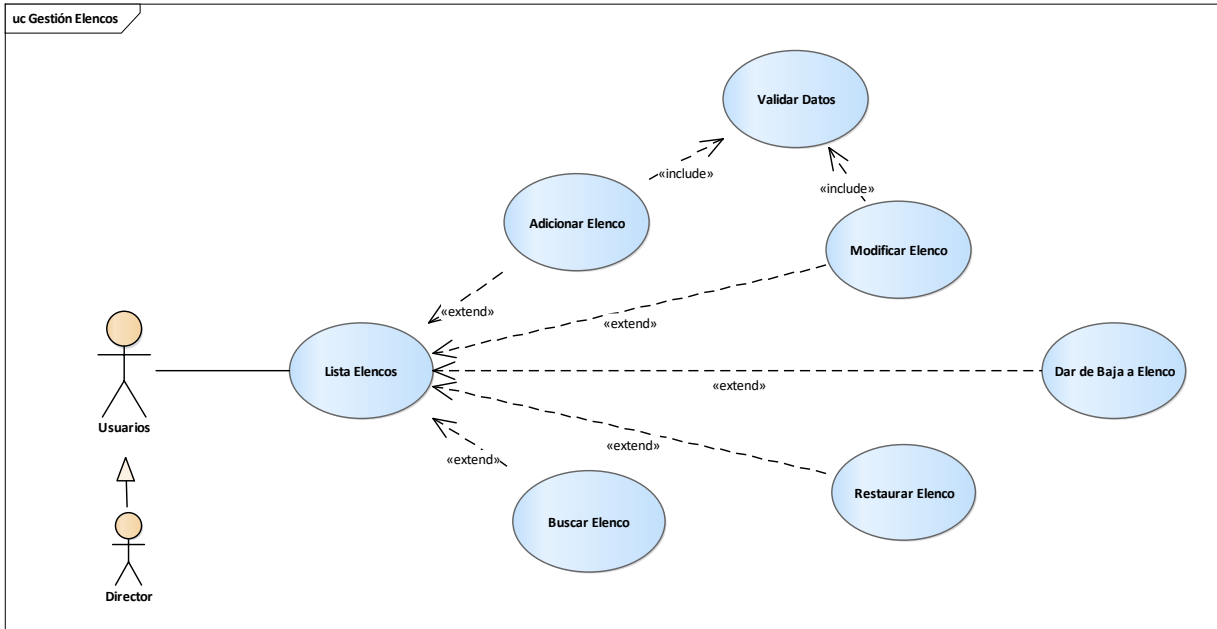 uc Gestión Elencos
Validar Datos
«include»
«include»
Adicionar Elenco
Modificar Elenco
«extend»
«extend»
Lista Elencos
Dar de Baja a Elenco
«extend»
Usuarios
«extend»
«extend»
Restaurar Elenco
Buscar Elenco
Director